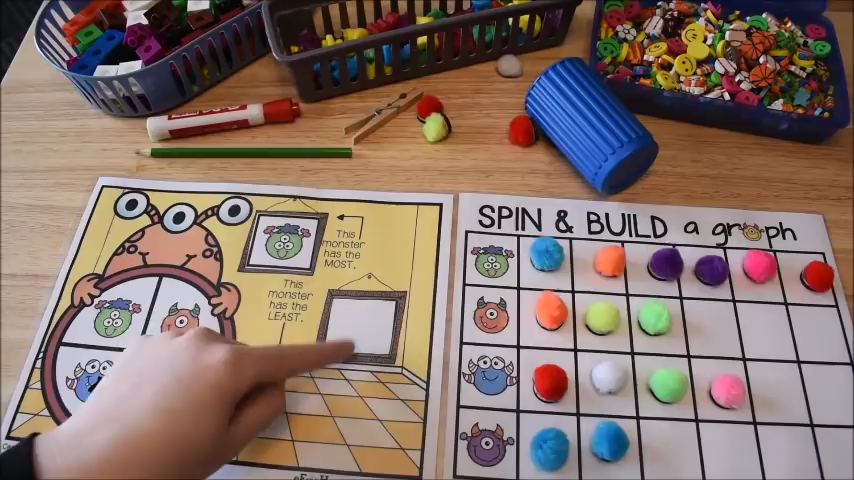 This
monster
has the
MOST.
This
monster
has the
LEAST.
SPIN & BUILD a graph